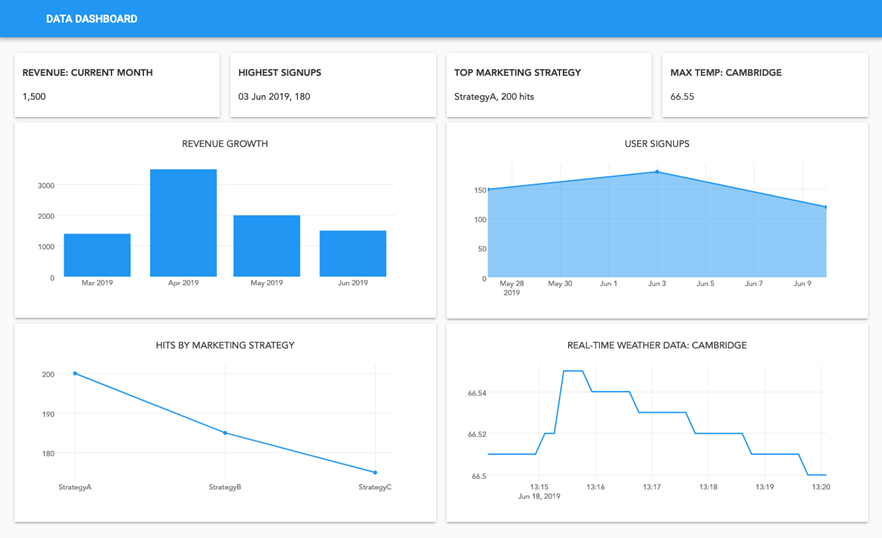 DATA DASHBOARD
REVENUE: CURRENT MONTH
1,500
HIGHEST SIGNUPS
03 Jun 2019, 180
TOP MARKETING STRATEGY
StrategyA, 200 hits
MAX TEMP: CAMBRIDGE
66.55
REVENUE GROWTH
3000
2000
1000
0
Mar 2019 Apr 2019 May 2019 Jun 2019
USER SIGNUPS
150
100
50
0
May 28 May 30 Jun 1 Jun 3 Jun 5 Jun 7 Jun 9
2019
HITS BY MARKETING STRATEGY
200
190
180
StrategyA StrategyB StrategyC
REAL-TIME WEATHER DATA: CAMBRIDGE
66.54
66.52
66.5
13:15 13:16 13:17 13:18 13:19 13:20
Jun 18, 2019